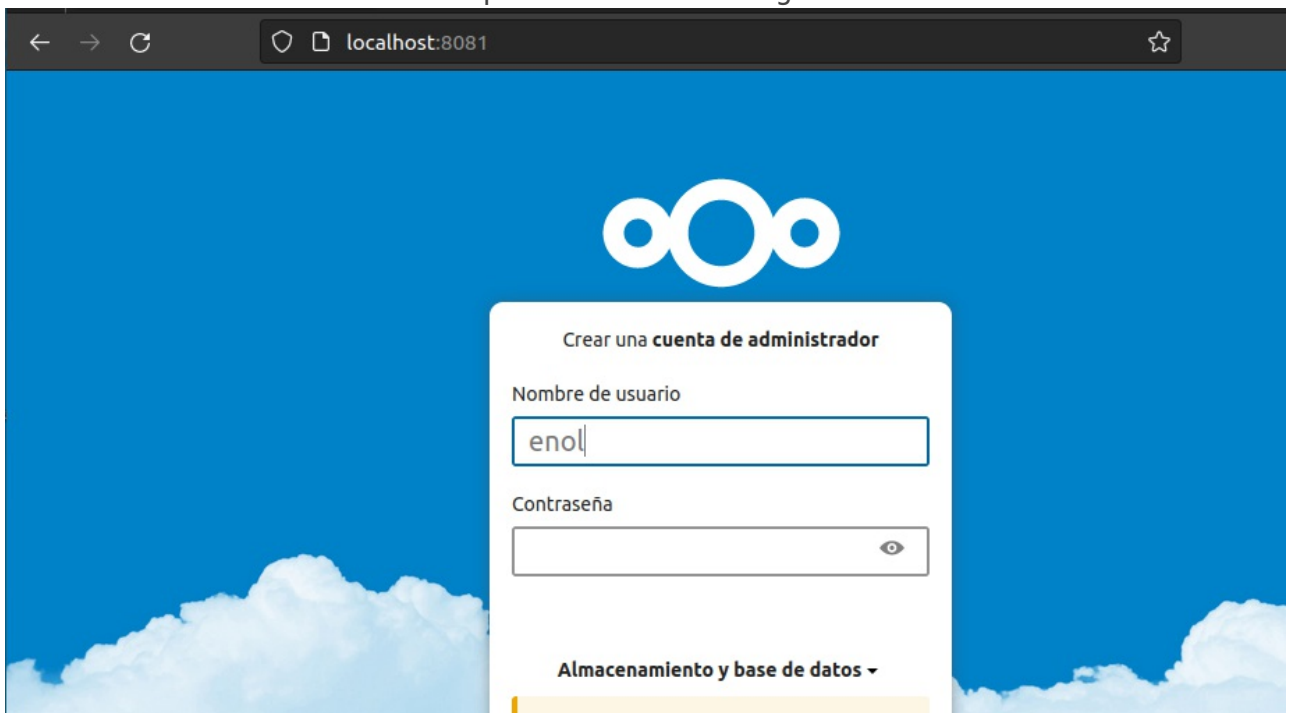 localhost:8081
Crear una cuenta de administrador
Nombre de usuario
enol
Contraseña
Almacenamiento y base de datos